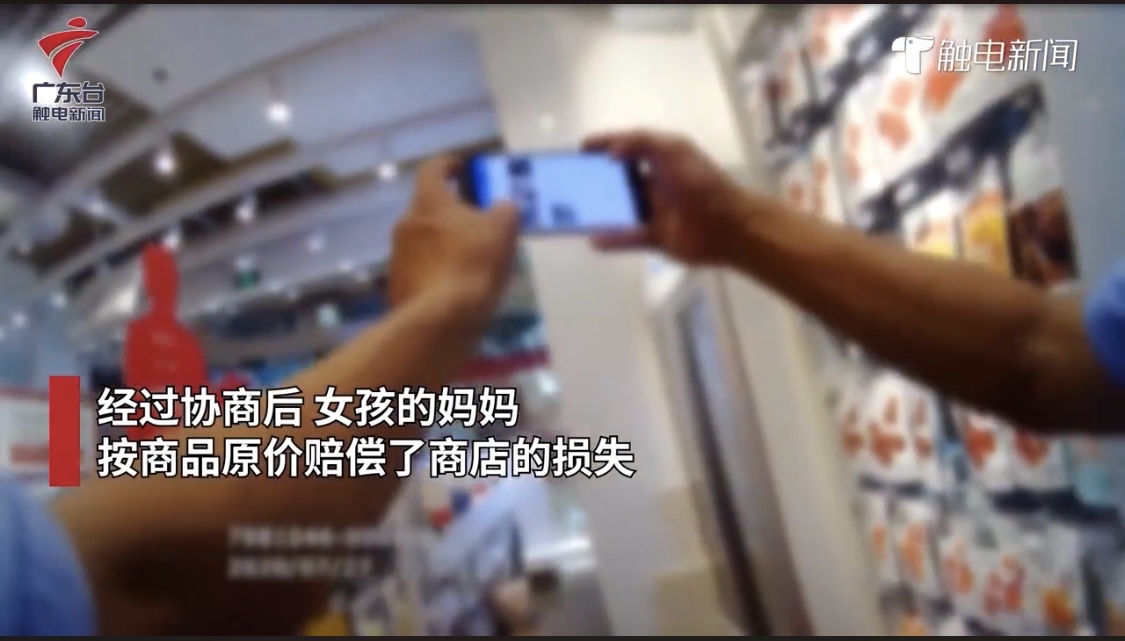 广东台
触电新闻
触电新闻
经过协商后 女孩的妈妈
按商品原价赔偿了商店的损失